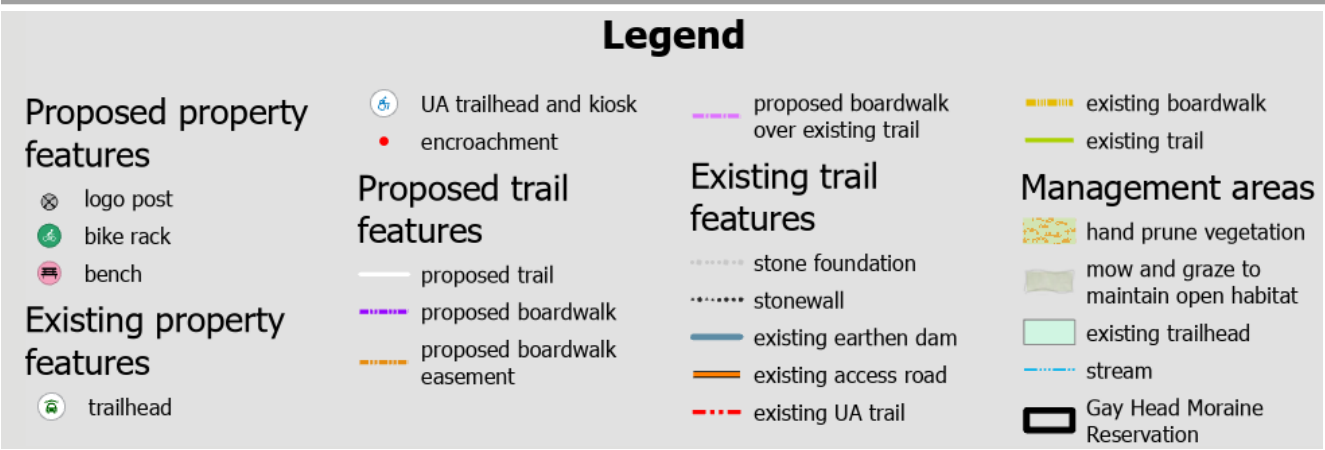 Legend
Proposed property
features
logo post
bike rack
bench
Existing property
features
trailhead
UA trailhead and kiosk
encroachment
Proposed trail
features
proposed trail
proposed boardwalk
proposed boardwalk
easement
proposed boardwalk
over existing trail
Existing trail
features
stone foundation
stonewall
existing earthen dam
existing access road
existing UA trail
existing boardwalk
existing trail
Management areas
hand prune vegetation
mow and graze to
maintain open habitat
existing trailhead
stream
Gay Head Moraine
Reservation